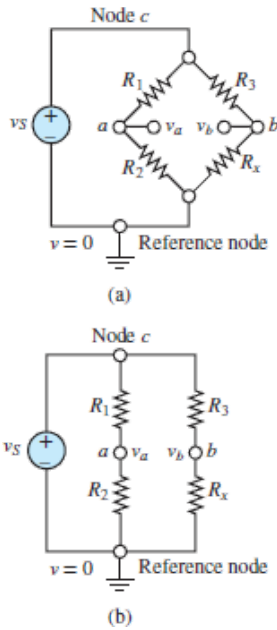 Node c
R1 R3
vS + − a va vb b
R2 Rx
v = 0 Reference node
(a)
Node c
R1 R3
vS + − a va vb b
R2 Rx
v = 0 Reference node
(b)